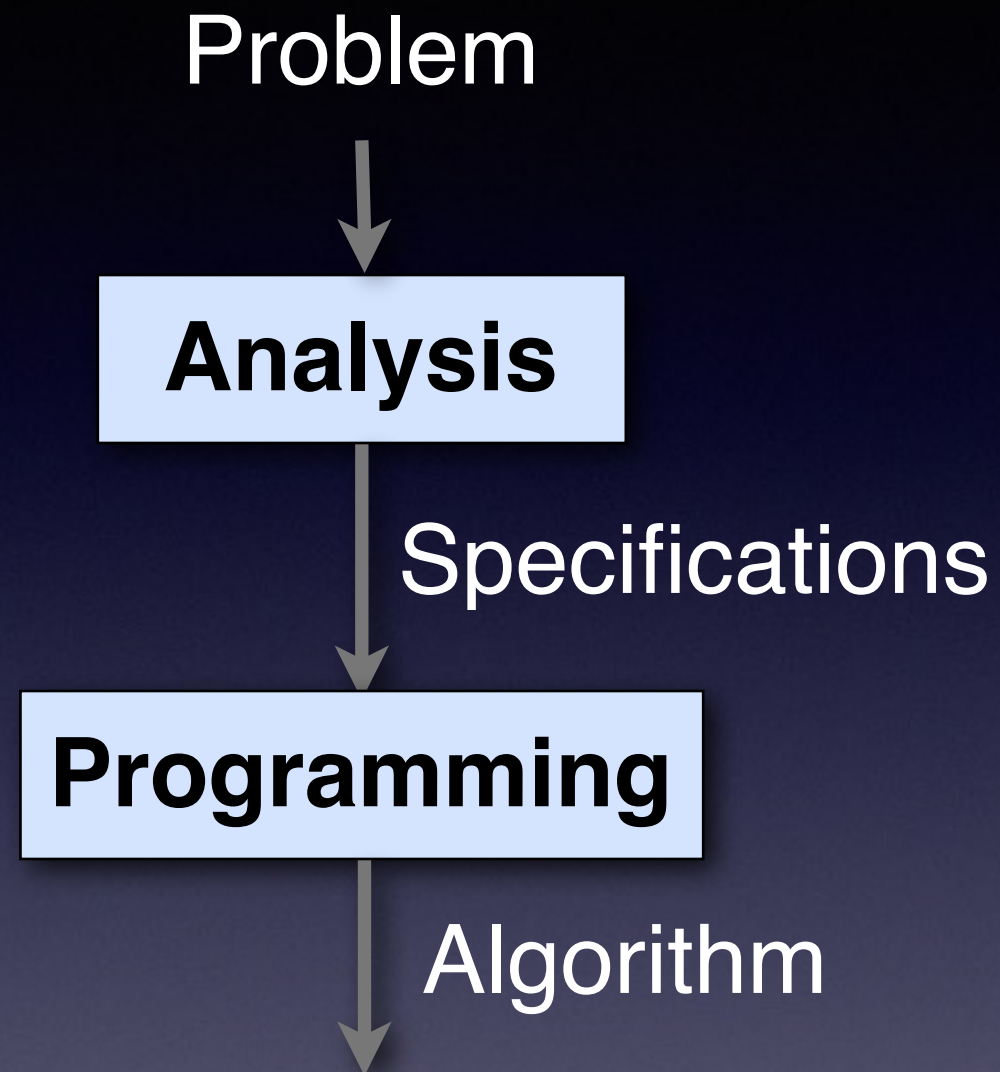 Problem
Analysis
Specifications
Programming
Algorithm